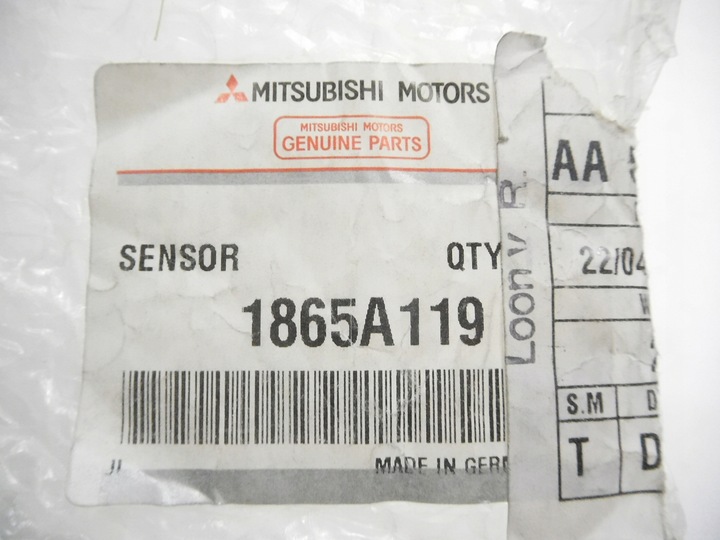 MITSUBISHI MOTORS
MITSUBISHI MOTORS
GENUINE PARTS
SENSOR QTY
1865A119
MADE IN GERM
Loon v R.
AA
22/04
S.M D
T D